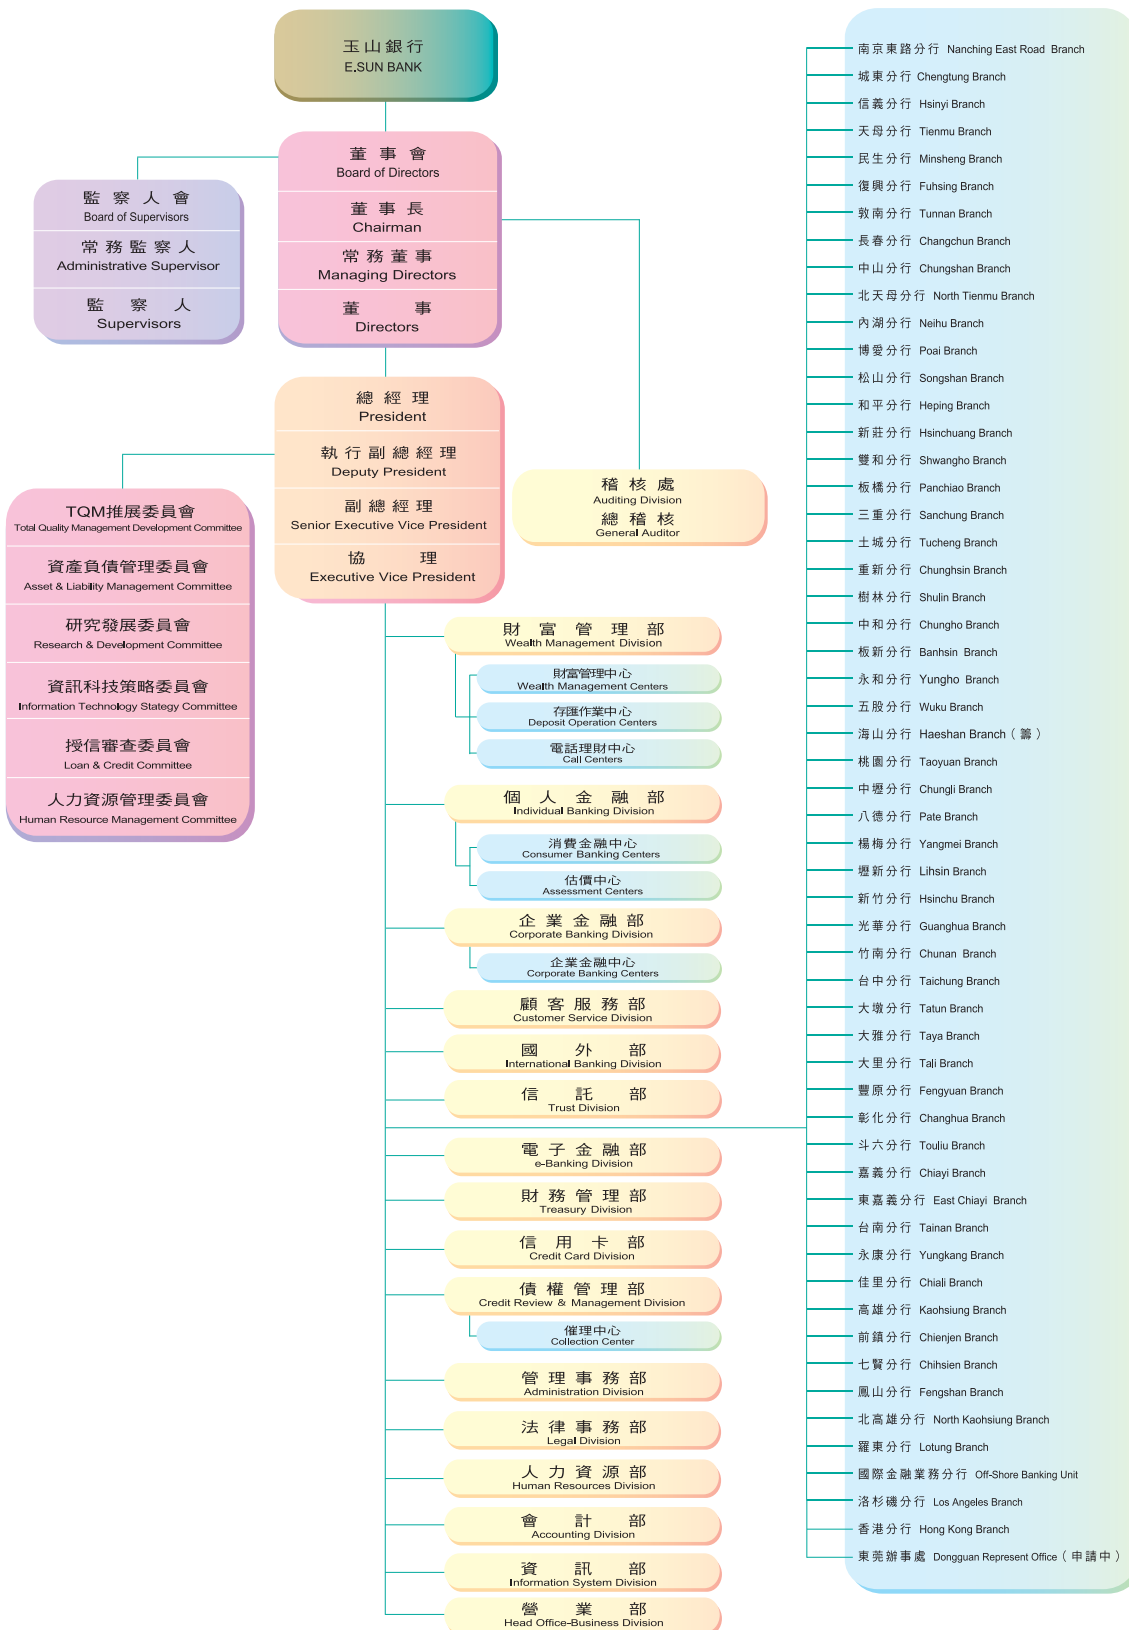 玉山銀行
E.SUN BANK
董事會
Board of Directors
董事長
Chairman
常務董事
Managing Directors
董事
Directors
監察人會
Board of Supervisors
常務監察人
Administrative Supervisor
監察人
Supervisors
總經理
President
執行副總經理
Deputy President
副總經理
Senior Executive Vice President
協理
Executive Vice President
稽核處
Auditing Division
總稽核
General Auditor
TQM推展委員會
Total Quality Management Development Committee
資產負債管理委員會
Asset & Liability Management Committee
研究發展委員會
Research & Development Committee
資訊科技策略委員會
Information Technology Stategy Committee
授信審查委員會
Loan & Credit Committee
人力資源管理委員會
Human Resource Management Committee
財富管理部
Wealth Management Division
財富管理中心
Wealth Management Centers
存匯作業中心
Deposit Operation Centers
電話理財中心
Call Centers
個人金融部
Individual Banking Division
消費金融中心
Consumer Banking Centers
估價中心
Assessment Centers
企業金融部
Corporate Banking Division
企業金融中心
Corporate Banking Centers
顧客服務部
Customer Service Division
國外部
International Banking Division
信託部
Trust Division
電子金融部
e-Banking Division
財務管理部
Treasury Division
信用卡部
Credit Card Division
債權管理部
Credit Review & Management Division
催理中心
Collection Center
管理事務部
Administration Division
法律事務部
Legal Division
人力資源部
Human Resources Division
會計部
Accounting Division
資訊部
Information System Division
營業部
Head Office-Business Division
南京東路分行 Nanching East Road Branch
城東分行 Chengtung Branch
信義分行 Hsinyi Branch
天母分行 Tienmu Branch
民生分行 Minsheng Branch
復興分行 Fuhsing Branch
敦南分行 Tunnan Branch
長春分行 Changchun Branch
中山分行 Chungshan Branch
北天母分行 North Tienmu Branch
內湖分行 Neihu Branch
博愛分行 Poai Branch
松山分行 Songshan Branch
和平分行 Heping Branch
新莊分行 Hsinchuang Branch
雙和分行 Shwangho Branch
板橋分行 Panchiao Branch
三重分行 Sanchung Branch
土城分行 Tucheng Branch
重新分行 Chunghsin Branch
樹林分行 Shulin Branch
中和分行 Chungho Branch
板新分行 Banhsin Branch
永和分行 Yungho Branch
五股分行 Wuku Branch
海山分行 Haeshan Branch（籌）
桃園分行 Taoyuan Branch
中壢分行 Chungli Branch
八德分行 Pate Branch
楊梅分行 Yangmei Branch
壢新分行 Lihsin Branch
新竹分行 Hsinchu Branch
光華分行 Guanghua Branch
竹南分行 Chunan Branch
台中分行 Taichung Branch
大墩分行 Tatun Branch
大雅分行 Taya Branch
大里分行 Tali Branch
豐原分行 Fengyuan Branch
彰化分行 Changhua Branch
斗六分行 Touliu Branch
嘉義分行 Chiayi Branch
東嘉義分行 East Chiayi Branch
台南分行 Tainan Branch
永康分行 Yungkang Branch
佳里分行 Chiali Branch
高雄分行 Kaohsiung Branch
前鎮分行 Chienjen Branch
七賢分行 Chihsien Branch
鳳山分行 Fengshan Branch
北高雄分行 North Kaohsiung Branch
羅東分行 Lotung Branch
國際金融業務分行 Off-Shore Banking Unit
洛杉磯分行 Los Angeles Branch
香港分行 Hong Kong Branch
東莞辦事處 Dongguan Represent Office（申請中）